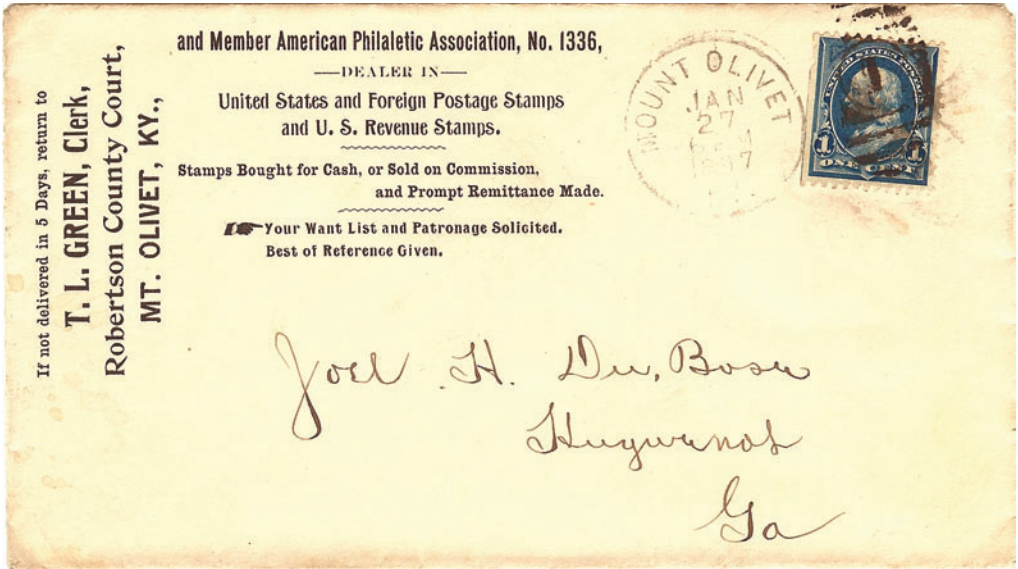 If not delivered in 5 Days, return to
T. L. GREEN, Clerk,
Robertson County Court,
MT. OLIVET, KY.,
and Member American Philaletic Association, No. 1336,
DEALER IN
United States and Foreign Postage Stamps
and U. S. Revenue Stamps.
Stamps Bought for Cash, or Sold on Commission,
and Prompt Remittance Made.
Your Want List and Patronage Solicited.
Best of Reference Given.
MOUNT OLIVET
JAN
27
UNITED STATES POSTAGE
1 1
ONE CENT
Joel H. Du, Bose
Huguenot
Ga